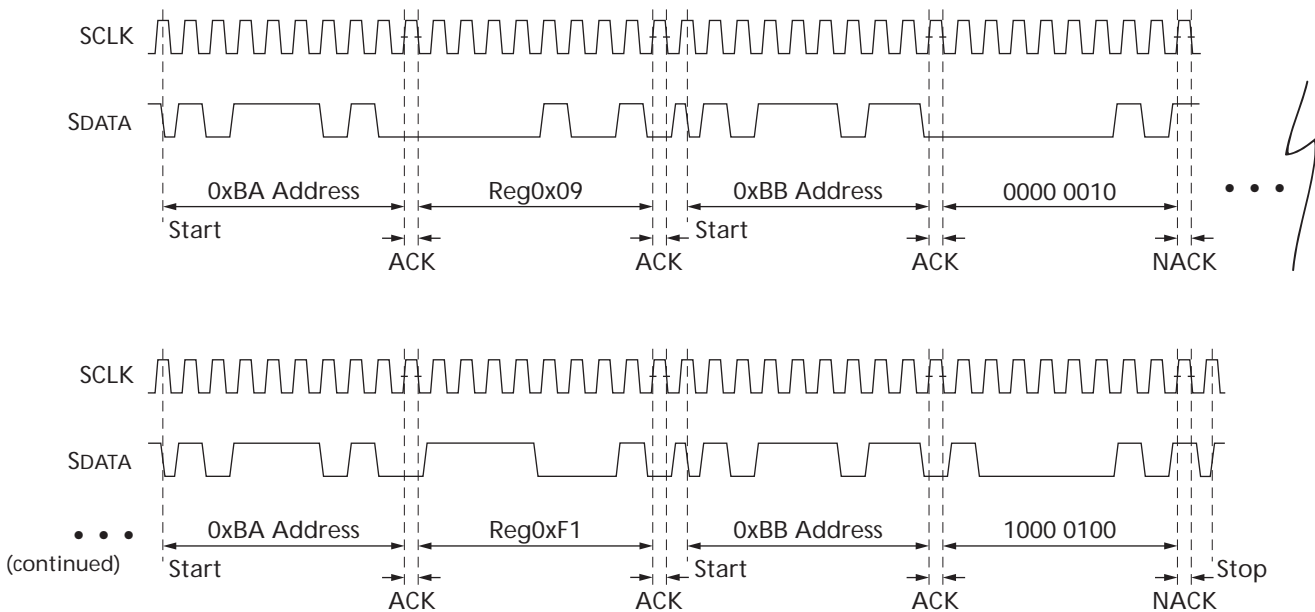 SCLK
SDATA
0xBA Address Reg0x09 0xBB Address 0000 0010
• • •
Start Start
ACK ACK ACK NACK
SCLK
SDATA
• • • 0xBA Address Reg0xF1 0xBB Address 1000 0100
(continued) Start Start Stop
ACK ACK ACK NACK